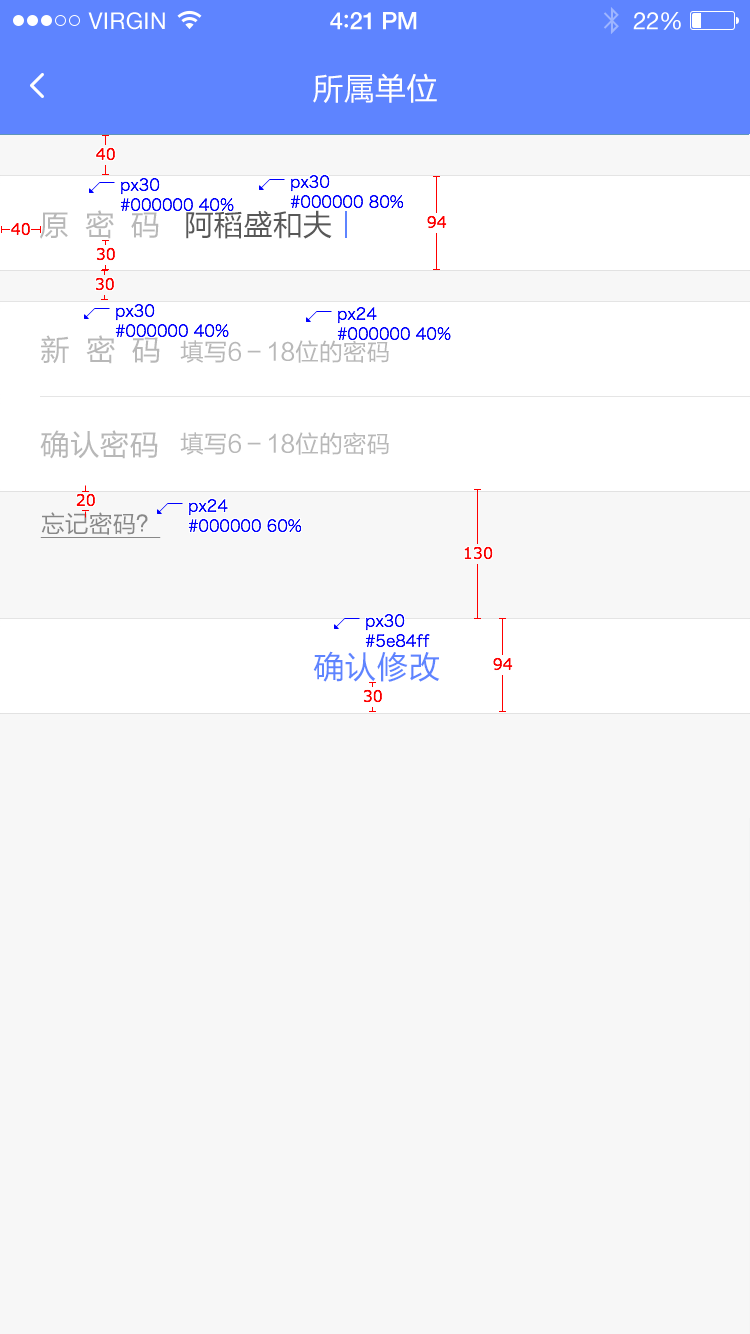 VIRGIN 4:21 PM 22%
所属单位
40
px30 px30
#000000 40% #000000 80%
40 原 密 码 阿稻盛和夫 94
30
30
px30 px24
#000000 40% #000000 40%
新 密 码 填写6－18位的密码
确认密码 填写6－18位的密码
20 px24
忘记密码? #000000 60%
130
px30
#5e84ff
确认修改 94
30